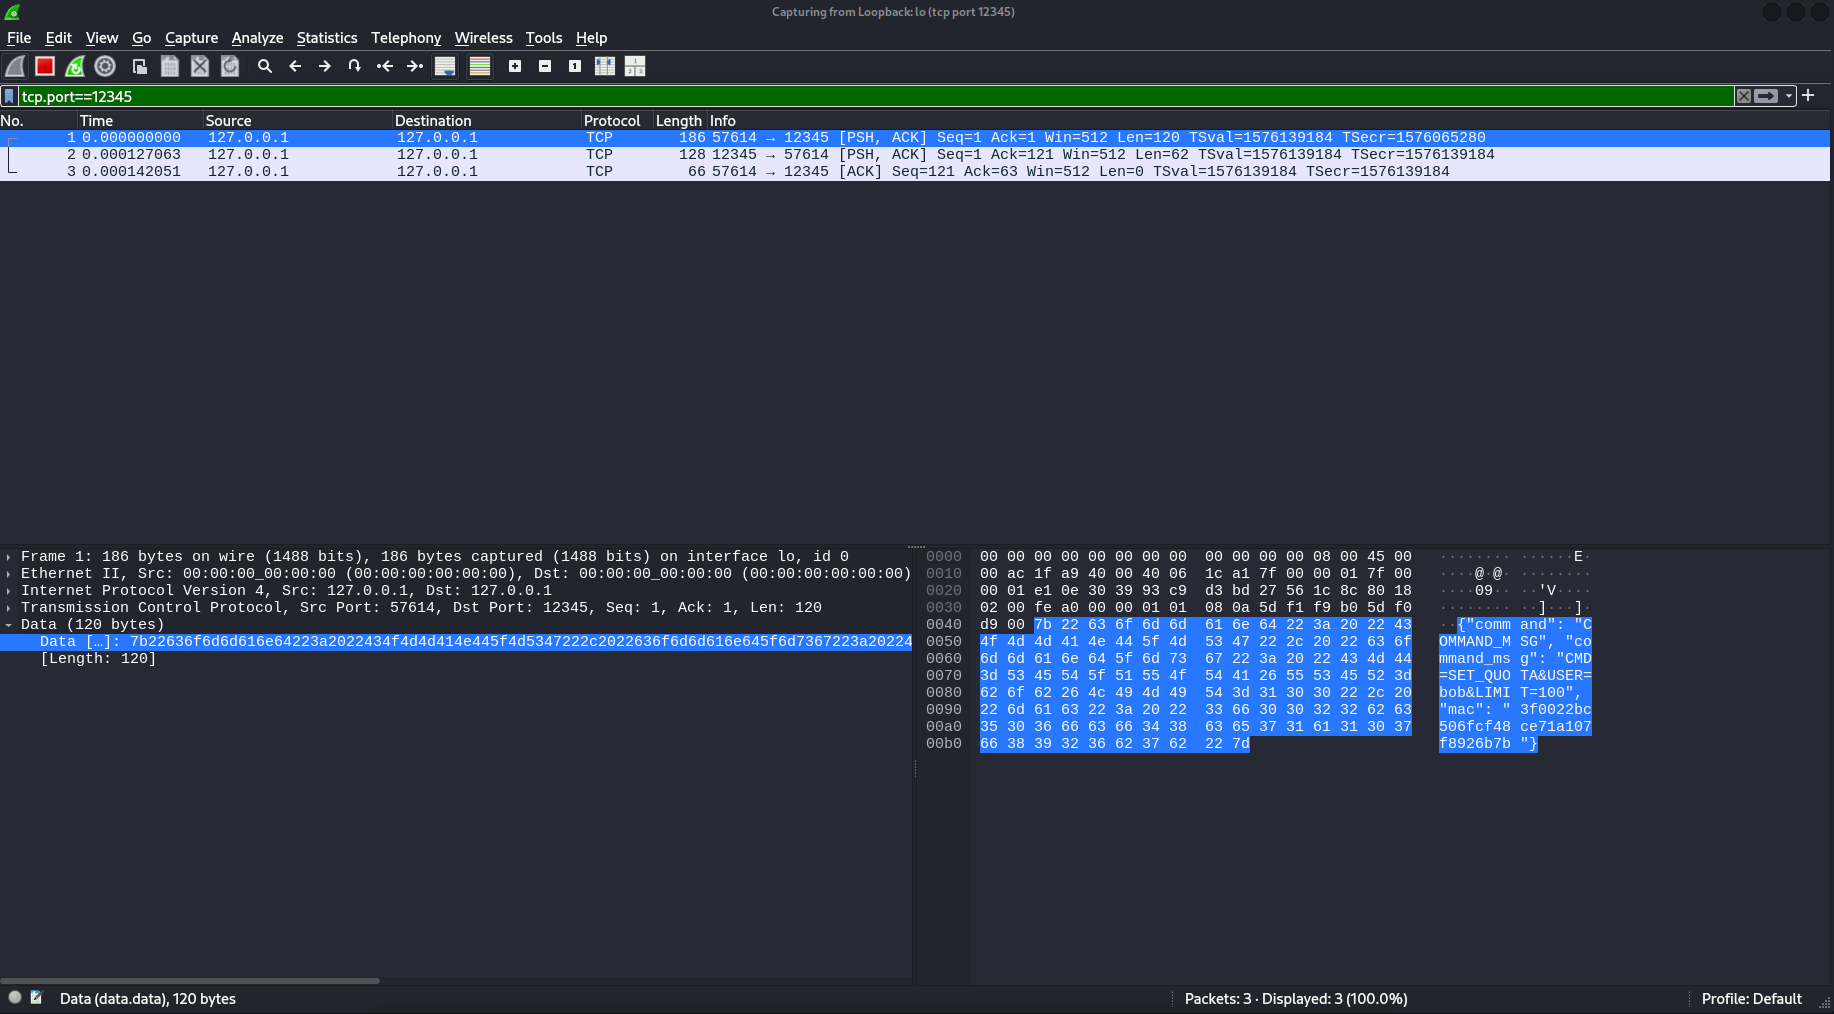 Capturing from Loopback: lo (tcp port 12345)
File Edit View Go Capture Analyze Statistics Telephony Wireless Tools Help
tcp.port==12345
No. Time Source Destination Protocol Length Info
1 0.000000000 127.0.0.1 127.0.0.1 TCP 186 57614 → 12345 [PSH, ACK] Seq=1 Ack=1 Win=512 Len=120 TSval=1576139184 TSecr=1576065280
2 0.000127063 127.0.0.1 127.0.0.1 TCP 128 12345 → 57614 [PSH, ACK] Seq=1 Ack=121 Win=512 Len=62 TSval=1576139184 TSecr=1576139184
3 0.000142051 127.0.0.1 127.0.0.1 TCP 66 57614 → 12345 [ACK] Seq=121 Ack=63 Win=512 Len=0 TSval=1576139184 TSecr=1576139184
Frame 1: 186 bytes on wire (1488 bits), 186 bytes captured (1488 bits) on interface lo, id 0
Ethernet II, Src: 00:00:00_00:00:00 (00:00:00:00:00:00), Dst: 00:00:00_00:00:00 (00:00:00:00:00:00)
Internet Protocol Version 4, Src: 127.0.0.1, Dst: 127.0.0.1
Transmission Control Protocol, Src Port: 57614, Dst Port: 12345, Seq: 1, Ack: 1, Len: 120
Data (120 bytes)
Data […]: 7b22636f6d6d616e64223a2022434f4d4d414e445f4d5347222c2022636f6d6d616e645f6d7367223a20224
[Length: 120]
0000 00 00 00 00 00 00 00 00 00 00 00 00 08 00 45 00 ········ ······E·
0010 00 ac 1f a9 40 00 40 06 1c a1 7f 00 00 01 7f 00 ····@·@· ········
0020 00 01 e1 0e 30 39 93 c9 d3 bd 27 56 1c 8c 80 18 ····09·· ··'V····
0030 02 00 fe a0 00 00 01 01 08 0a 5d f1 f9 b0 5d f0 ········ ··]···]·
0040 d9 00 7b 22 63 6f 6d 6d 61 6e 64 22 3a 20 22 43 ··{"comm and": "C
0050 4f 4d 4d 41 4e 44 5f 4d 53 47 22 2c 20 22 63 6f OMMAND_M SG", "co
0060 6d 6d 61 6e 64 5f 6d 73 67 22 3a 20 22 43 4d 44 mmand_ms g": "CMD
0070 3d 53 45 54 5f 51 55 4f 54 41 26 55 53 45 52 3d =SET_QUO TA&USER=
0080 62 6f 62 26 4c 49 4d 49 54 3d 31 30 30 22 2c 20 bob&LIMI T=100",
0090 22 6d 61 63 22 3a 20 22 33 66 30 30 32 32 62 63 "mac": " 3f0022bc
00a0 35 30 36 66 63 66 34 38 63 65 37 31 61 31 30 37 506fcf48 ce71a107
00b0 66 38 39 32 36 62 37 62 22 7d f8926b7b "}
Data (data.data), 120 bytes
Packets: 3 · Displayed: 3 (100.0%)
Profile: Default